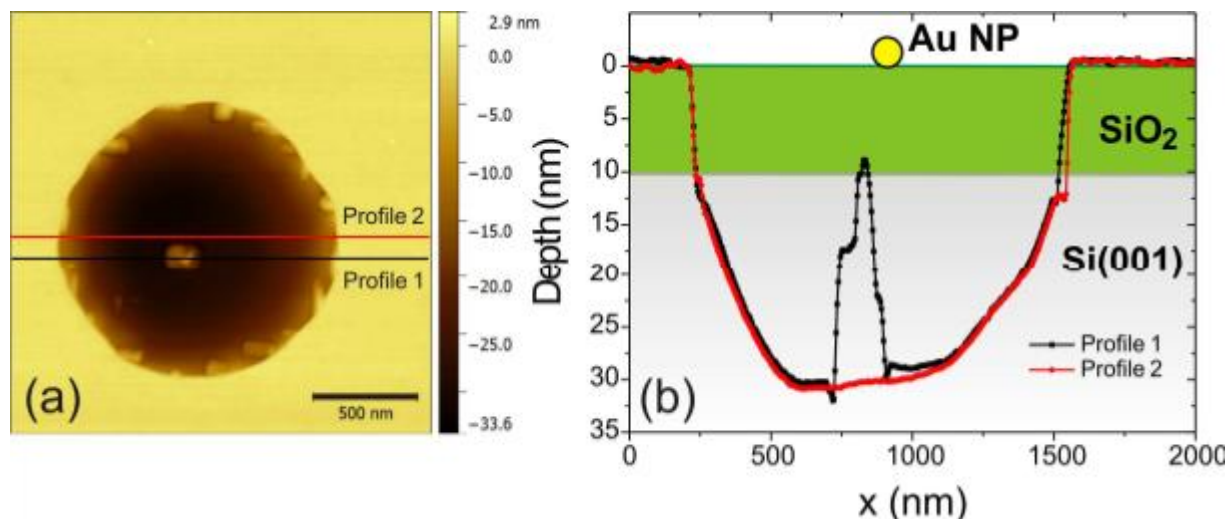 2.9 nm
0.0
−5.0
−10.0
−15.0
−20.0
−25.0
−33.6
Depth (nm)
Profile 2
Profile 1
(a)
500 nm
Au NP
SiO2
Si(001)
Profile 1
Profile 2
(b)
0
5
10
15
20
25
30
35
0
500
1000
1500
2000
x (nm)